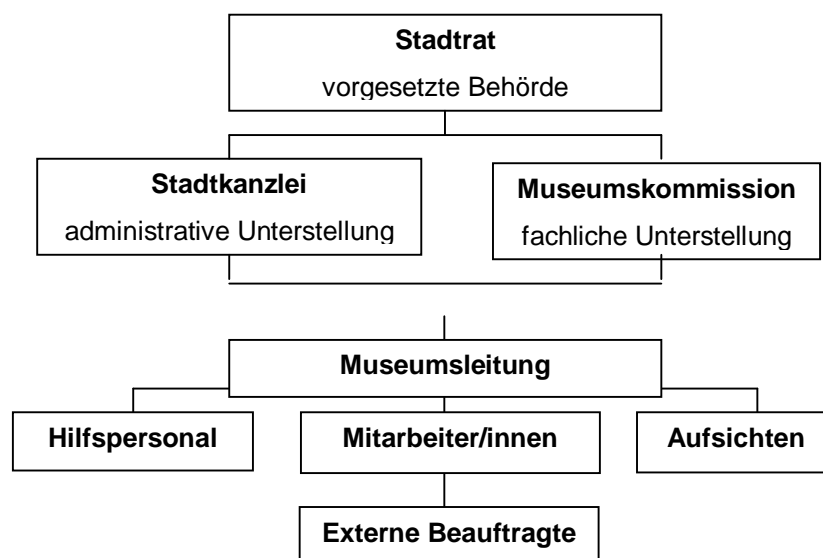 Stadtrat
vorgesetzte Behörde
Stadtkanzlei
administrative Unterstellung
Museumskommission
fachliche Unterstellung
Museumsleitung
Hilfspersonal
Mitarbeiter/innen
Aufsichten
Externe Beauftragte